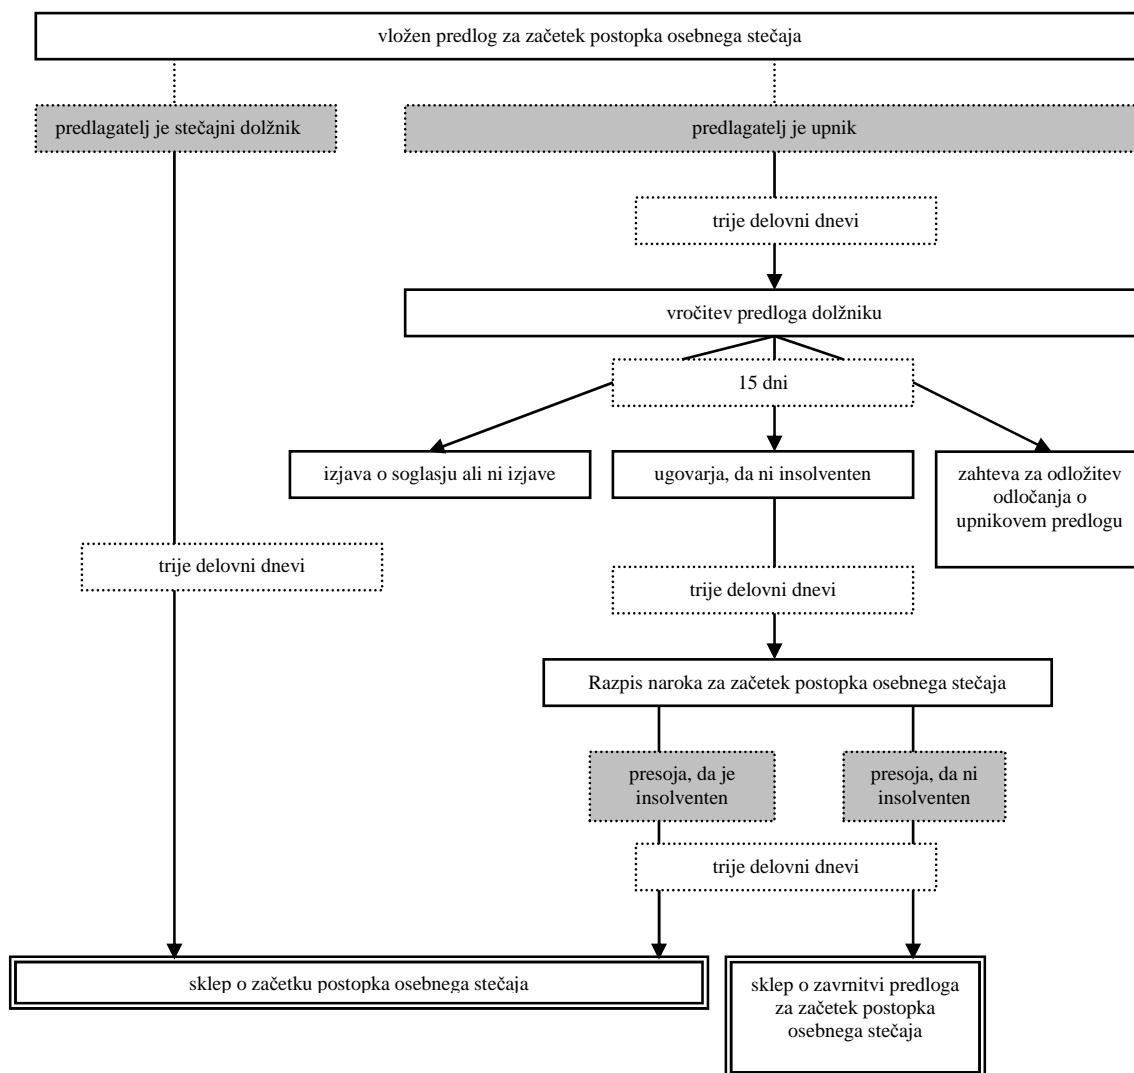 vložen predlog za začetek postopka osebnega stečaja
predlagatelj je stečajni dolžnik
predlagatelj je upnik
trije delovni dnevi
vročitev predloga dolžniku
15 dni
izjava o soglasju ali ni izjave
ugovarja, da ni insolventen
zahteva za odložitev
odločanja o
upnikovem predlogu
trije delovni dnevi
trije delovni dnevi
Razpis naroka za začetek postopka osebnega stečaja
presoja, da je
insolventen
presoja, da ni
insolventen
trije delovni dnevi
sklep o začetku postopka osebnega stečaja
sklep o zavrnitvi predloga
za začetek postopka
osebnega stečaja